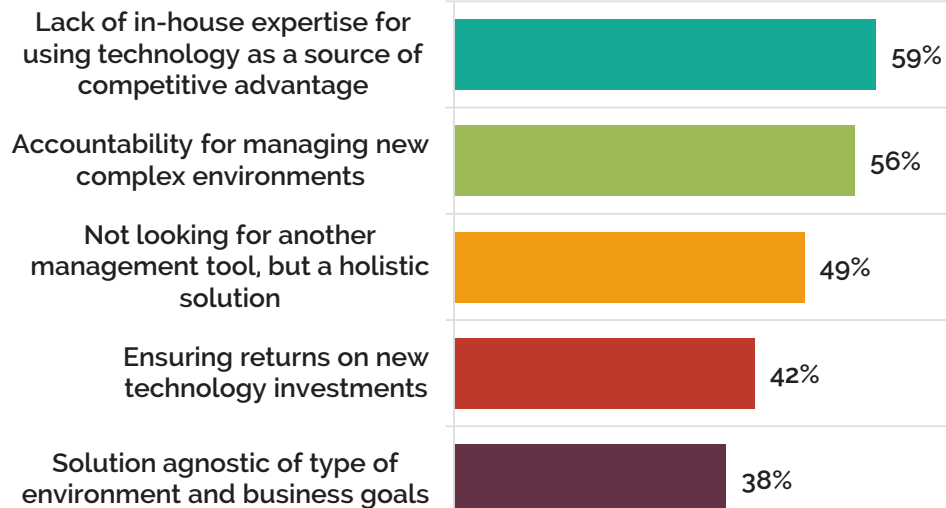 Lack of in-house expertise for
using technology as a source of
competitive advantage
59%
Accountability for managing new
complex environments
56%
Not looking for another
management tool, but a holistic
solution
49%
Ensuring returns on new
technology investments
42%
Solution agnostic of type of
environment and business goals
38%